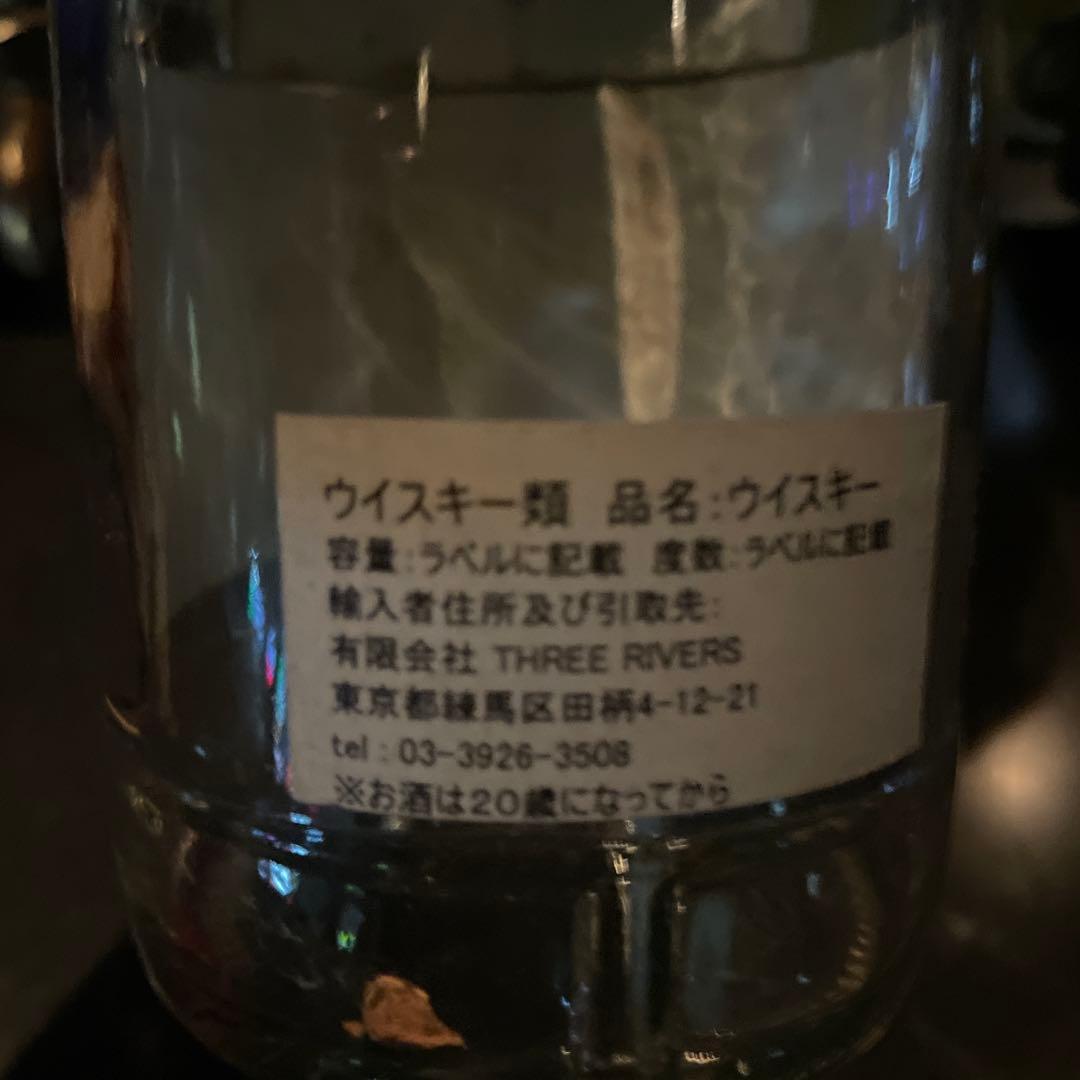 ウイスキー類 品名:ウイスキー
容量:ラベルに記載 度数:ラベルに記載
輸入者住所及び引取先:
有限会社 THREE RIVERS
東京都練馬区田柄4-12-21
tel:03-3926-3508
※お酒は20歳になってから